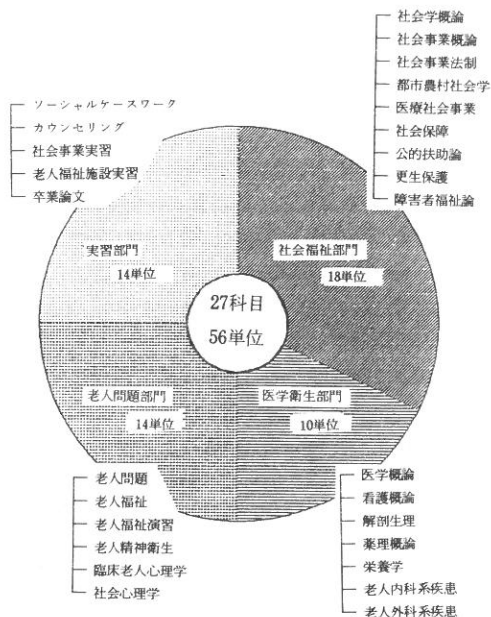 社会学概論
社会事業概論
社会事業法制
都市農村社会学
医療社会事業
社会保障
公的扶助論
更生保護
障害者福祉論
ソーシャルケースワーク
カウンセリング
社会事業実習
老人福祉施設実習
卒業論文
実習部門
14単位
社会福祉部門
18単位
27科目
56単位
老人問題部門
14単位
医学衛生部門
10単位
老人問題
老人福祉
老人福祉演習
老人精神衛生
臨床老人心理学
社会心理学
医学概論
看護概論
解剖生理
薬理概論
栄養学
老人内科系疾患
老人外科系疾患